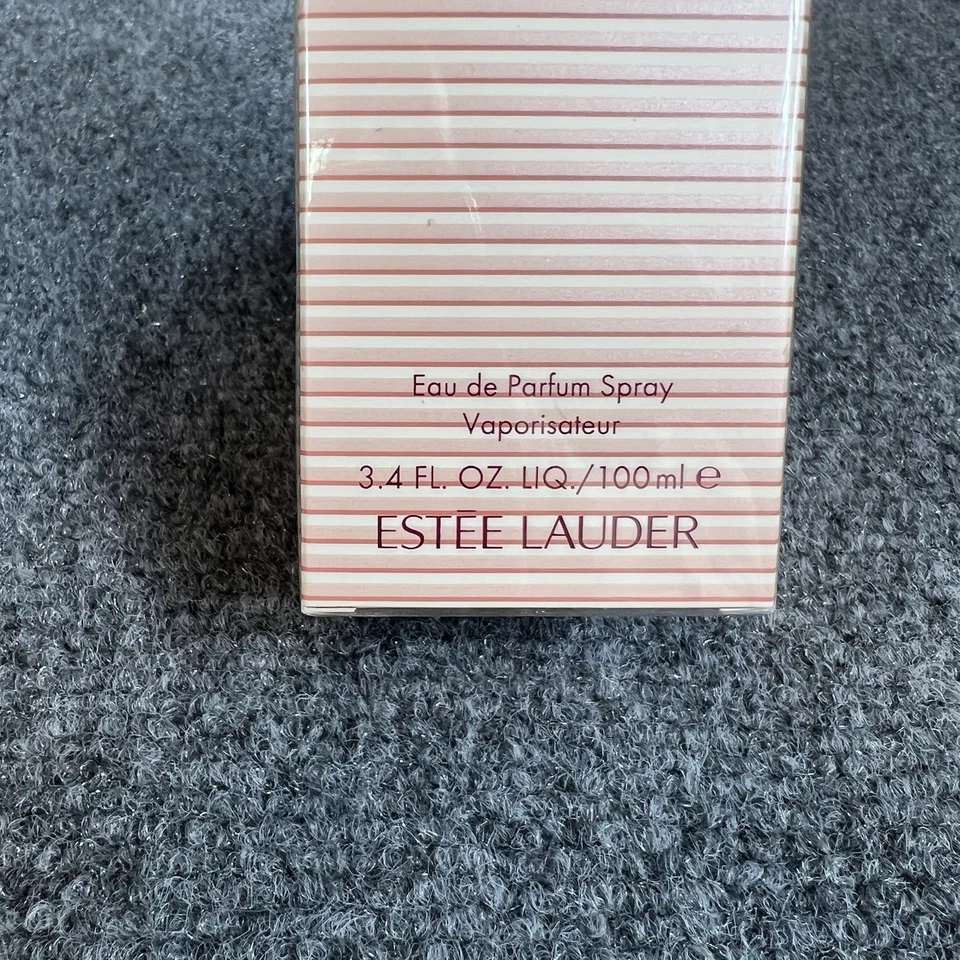 Eau de Parfum Spray
Vaporisateur
3.4 FL. OZ. LIQ./100ml ℮
ESTĒE LAUDER